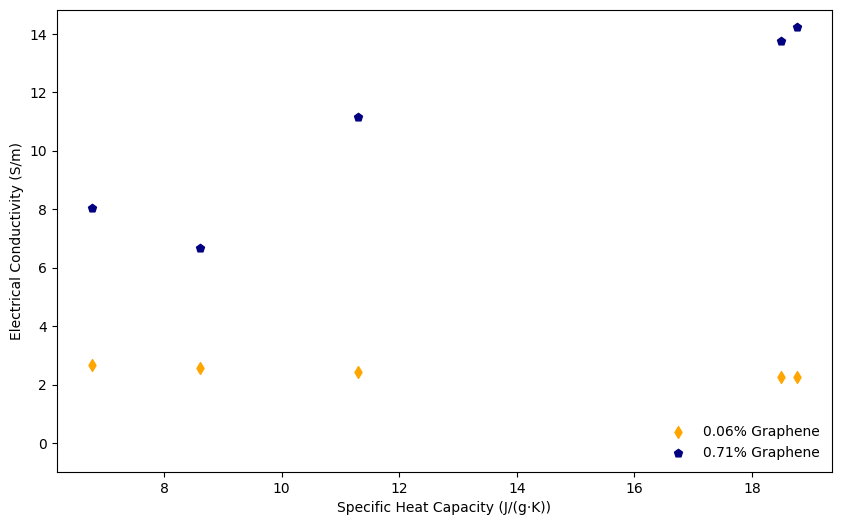 14
12
10
8
6
4
2
0
Electrical Conductivity (S/m)
0.06% Graphene
0.71% Graphene
8 10 12 14 16 18
Specific Heat Capacity (J/(g·K))